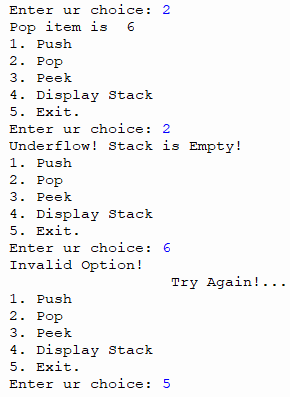 Enter ur choice: 2
Pop item is  6
1. Push
2. Pop
3. Peek
4. Display Stack
5. Exit.
Enter ur choice: 2
Underflow! Stack is Empty!
1. Push
2. Pop
3. Peek
4. Display Stack
5. Exit.
Enter ur choice: 6
Invalid Option!
                  Try Again!...
1. Push
2. Pop
3. Peek
4. Display Stack
5. Exit.
Enter ur choice: 5